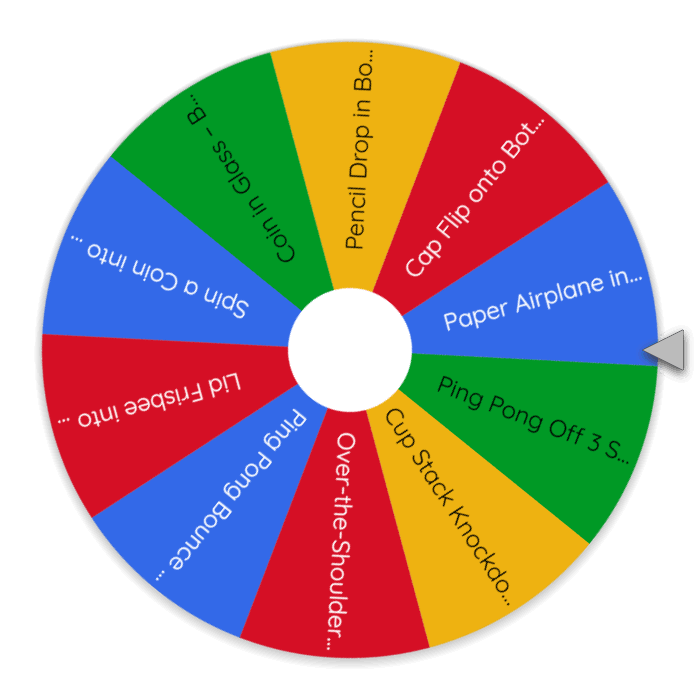 Pencil Drop in Bo...
Cap Flip onto Bot...
Paper Airplane in...
Ping Pong Off 3 S...
Cup Stack Knockdo...
Over-the-Shoulder...
Ping Pong Bounce ...
Lid Frisbee into ...
Spin a Coin into ...
Coin in Glass – B...